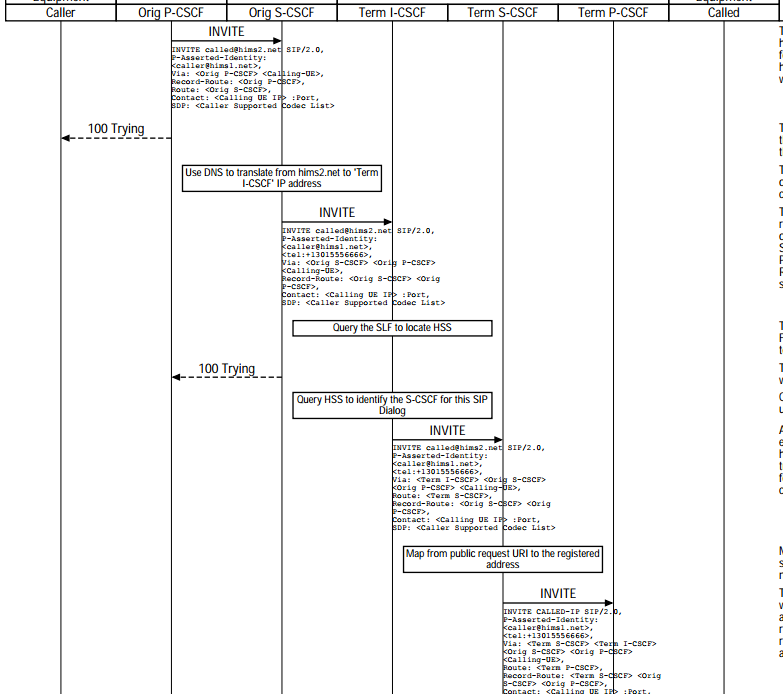 Caller Orig P-CSCF Orig S-CSCF Term I-CSCF Term S-CSCF Term P-CSCF Called
INVITE
INVITE called@hims2.net SIP/2.0,
P-Asserted-Identity:
<caller@hims1.net>,
Via: <Orig P-CSCF> <Calling-UE>,
Record-Route: <Orig P-CSCF>,
Route: <Orig S-CSCF>,
Contact: <Calling UE IP> :Port,
SDP: <Caller Supported Codec List>
100 Trying
Use DNS to translate from hims2.net to 'Term
I-CSCF' IP address
INVITE
INVITE called@hims2.net SIP/2.0,
P-Asserted-Identity:
<caller@hims1.net>,
<tel:+13015556666>,
Via: <Orig S-CSCF> <Orig P-CSCF>
<Calling-UE>,
Record-Route: <Orig S-CSCF> <Orig
P-CSCF>,
Contact: <Calling UE IP> :Port,
SDP: <Caller Supported Codec List>
Query the SLF to locate HSS
100 Trying
Query HSS to identify the S-CSCF for this SIP
Dialog
INVITE
INVITE called@hims2.net SIP/2.0,
P-Asserted-Identity:
<caller@hims1.net>,
<tel:+13015556666>,
Via: <Term I-CSCF> <Orig S-CSCF>
<Orig P-CSCF> <Calling-UE>,
Route: <Term S-CSCF>,
Record-Route: <Orig S-CSCF> <Orig
P-CSCF>,
Contact: <Calling UE IP> :Port,
SDP: <Caller Supported Codec List>
Map from public request URI to the registered
address
INVITE
INVITE CALLED-IP SIP/2.0,
P-Asserted-Identity:
<caller@hims1.net>,
<tel:+13015556666>,
Via: <Term S-CSCF> <Term I-CSCF>
<Orig S-CSCF> <Orig P-CSCF>
<Calling-UE>,
Route: <Term P-CSCF>,
Record-Route: <Term S-CSCF> <Orig
S-CSCF> <Orig P-CSCF>,
Contact: <Calling UE IP> :Port,